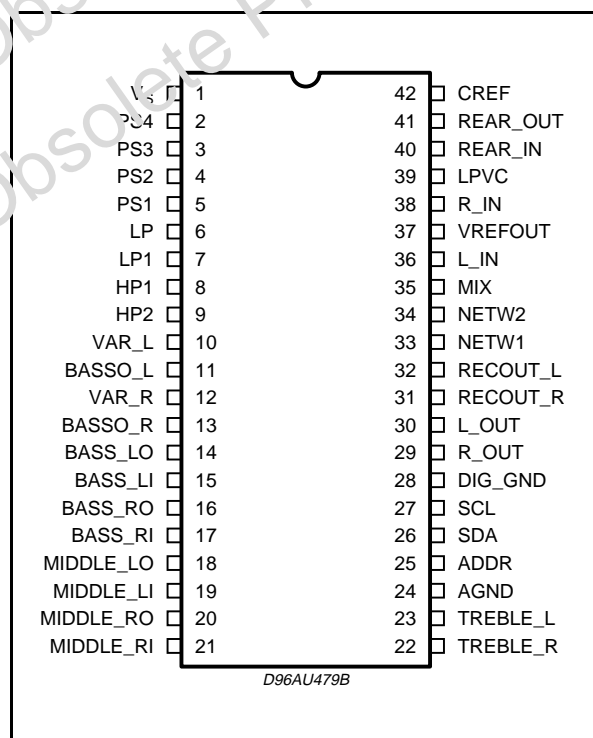 Obsolete P
Vs 1 42 CREF
PS4 2 41 REAR_OUT
PS3 3 40 REAR_IN
PS2 4 39 LPVC
PS1 5 38 R_IN
LP 6 37 VREFOUT
LP1 7 36 L_IN
HP1 8 35 MIX
HP2 9 34 NETW2
VAR_L 10 33 NETW1
BASSO_L 11 32 RECOUT_L
VAR_R 12 31 RECOUT_R
BASSO_R 13 30 L_OUT
BASS_LO 14 29 R_OUT
BASS_LI 15 28 DIG_GND
BASS_RO 16 27 SCL
BASS_RI 17 26 SDA
MIDDLE_LO 18 25 ADDR
MIDDLE_LI 19 24 AGND
MIDDLE_RO 20 23 TREBLE_L
MIDDLE_RI 21 22 TREBLE_R
D96AU479B